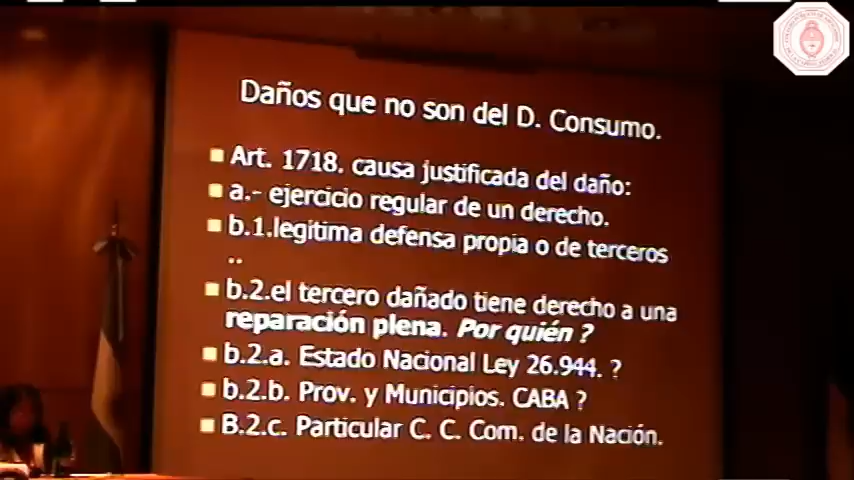 Daños que no son del D. Consumo.
Art. 1718. causa justificada del daño:
a.- ejercicio regular de un derecho.
b.1.legitima defensa propia o de terceros
..
b.2.el tercero dañado tiene derecho a una
reparación plena. Por quién ?
b.2.a. Estado Nacional Ley 26.944. ?
b.2.b. Prov. y Municipios. CABA ?
B.2.c. Particular C. C. Com. de la Nación.